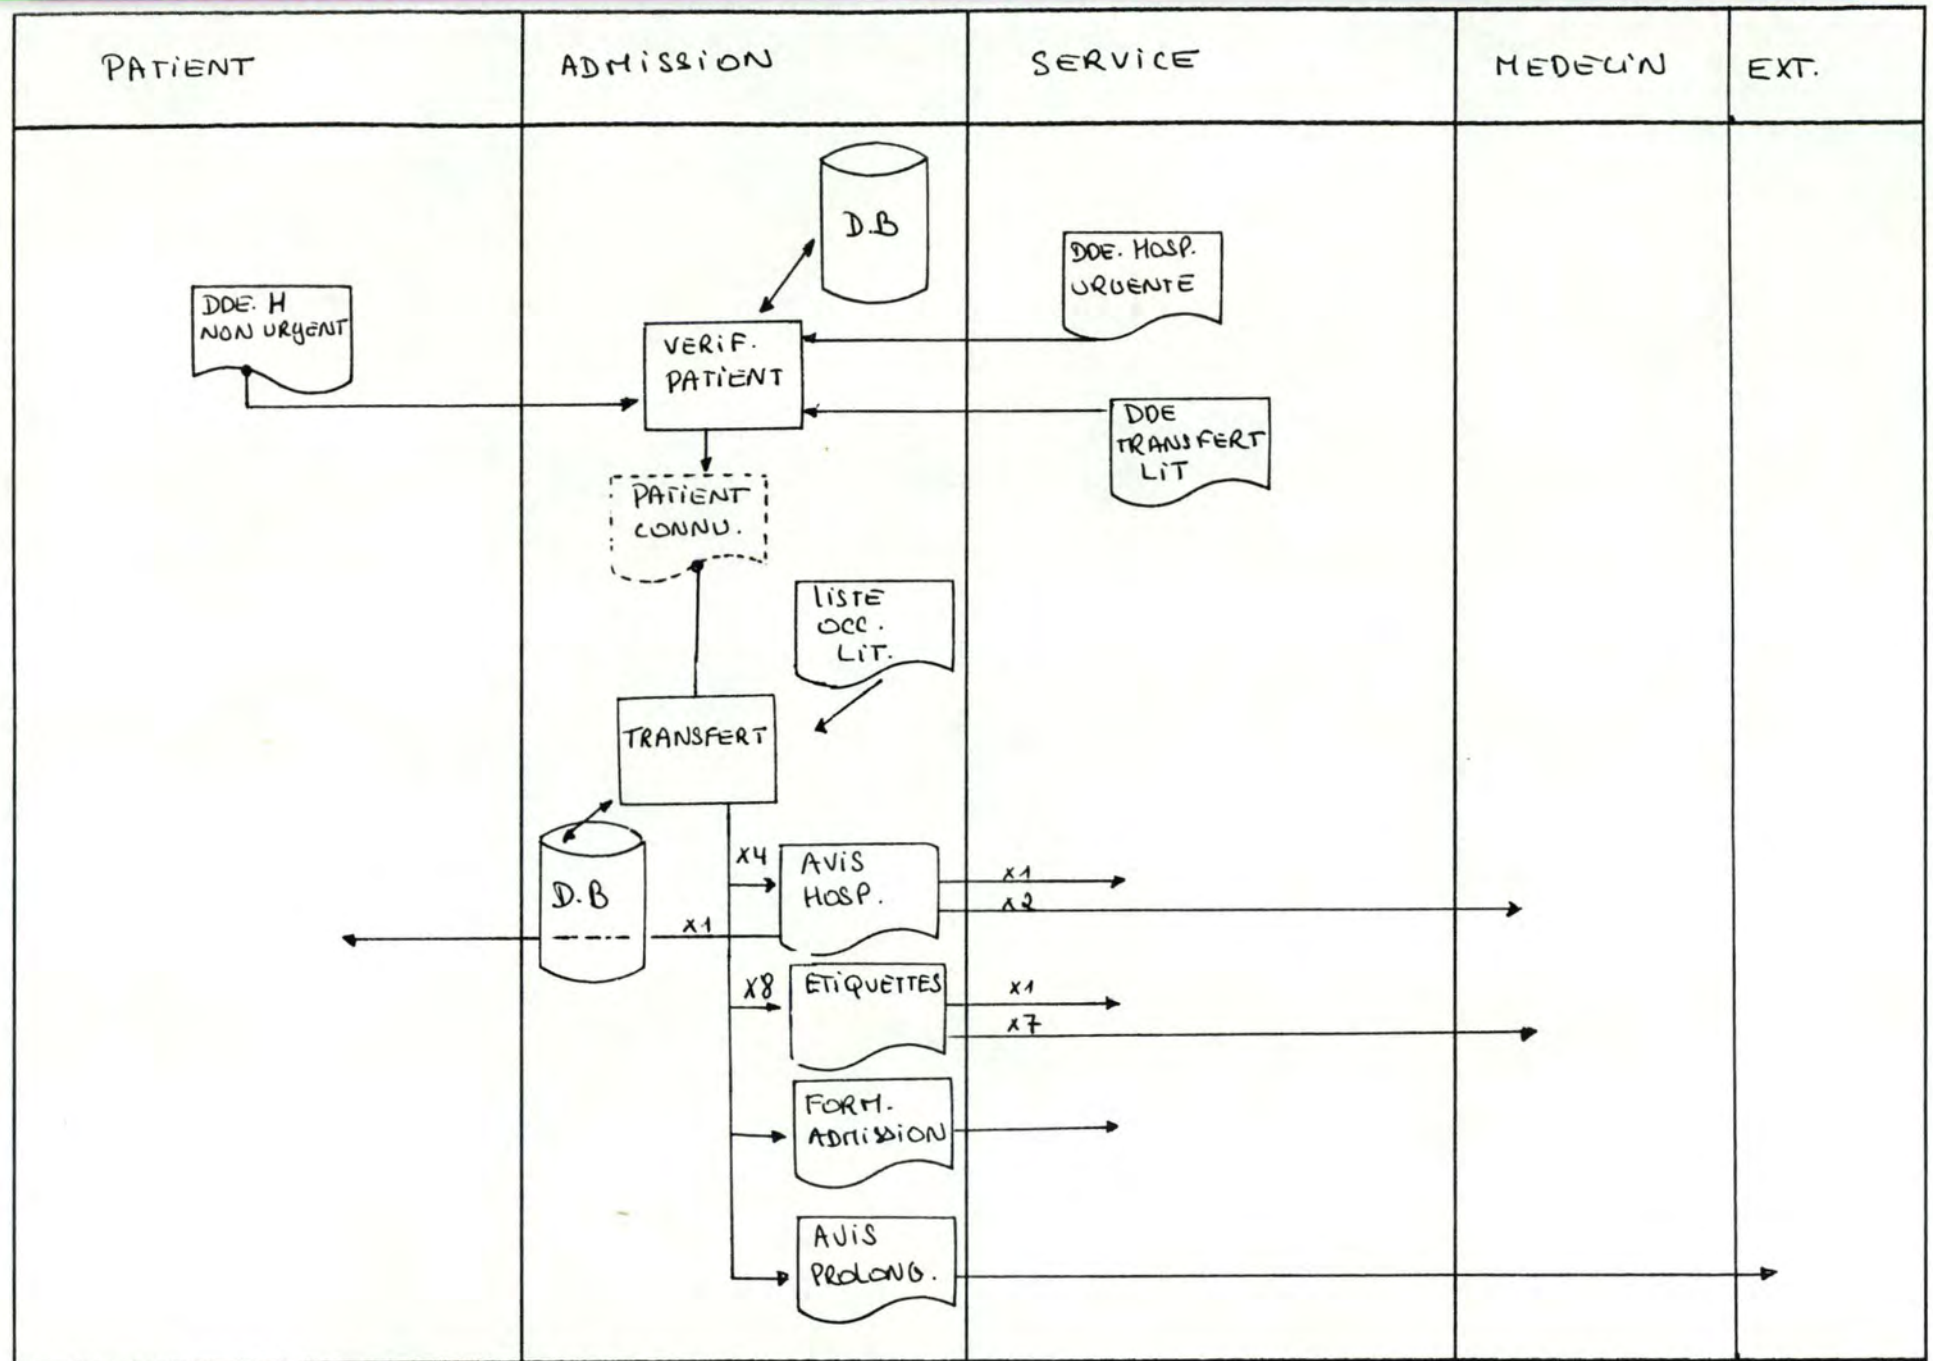 PATIENT
ADMISSION
SERVICE
MEDECIN
EXT.
D.B
DDE. HOSP.
URGENTE
DDE. H
NON URGENT
VERIF.
PATIENT
DDE
TRANSFERT
LIT
PATIENT
CONNU.
LISTE
OCC.
LIT.
TRANSFERT
D.B
X4
AVIS
HOSP.
X1
X2
X1
X8
ETIQUETTES
X1
X7
FORM.
ADMISSION
AVIS
PROLONG.